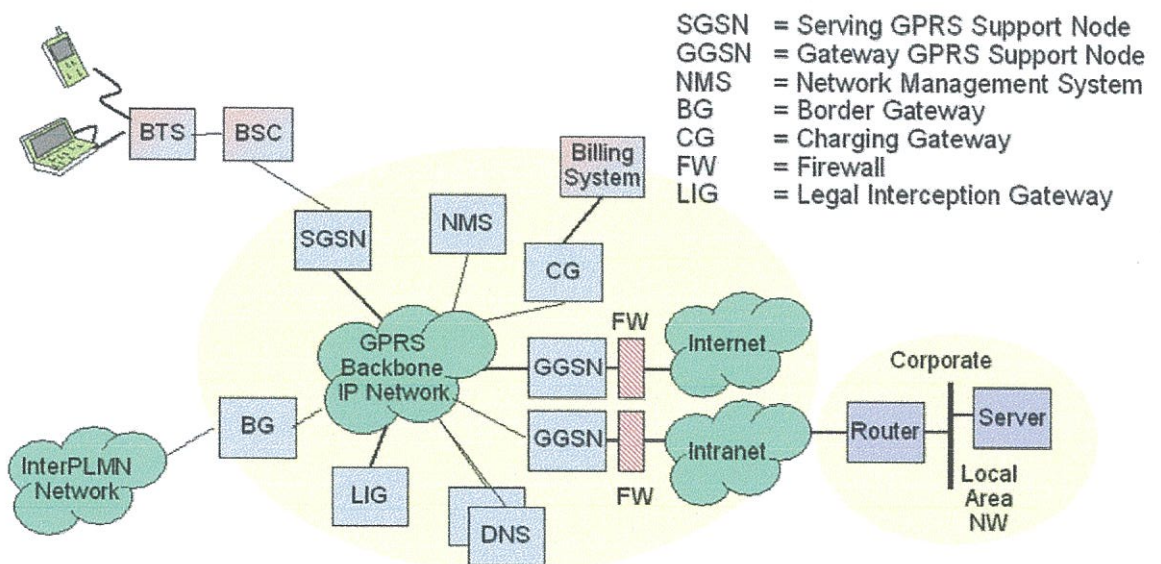 SGSN = Serving GPRS Support Node
GGSN = Gateway GPRS Support Node
NMS = Network Management System
BG = Border Gateway
CG = Charging Gateway
FW = Firewall
LIG = Legal Interception Gateway
BTS
BSC
Billing
System
SGSN
NMS
CG
GPRS
Backbone
IP Network
GGSN
FW
Internet
Corporate
BG
GGSN
FW
Intranet
Router
Server
InterPLMN
Network
LIG
DNS
Local
Area
NW